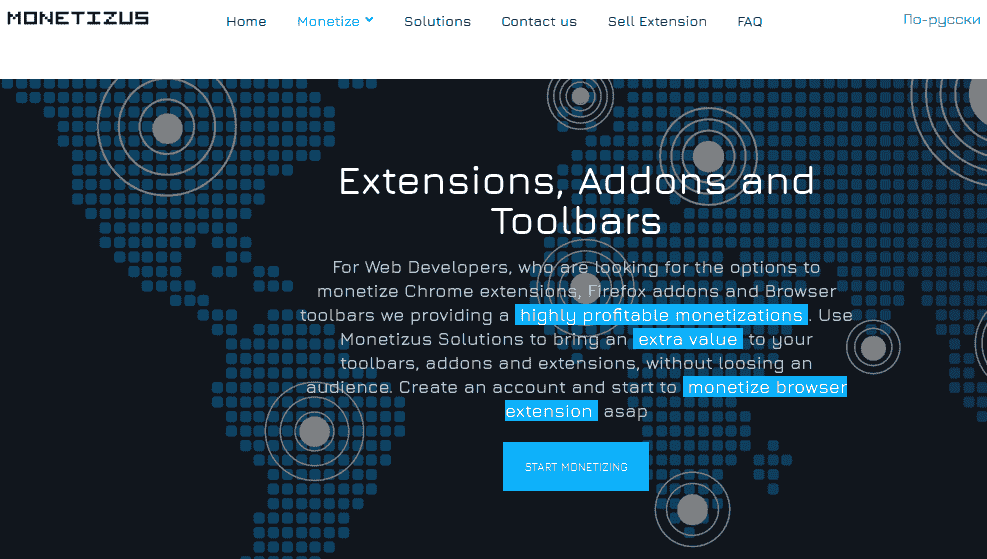 MONETIZUS
Home Monetize Solutions Contact us Sell Extension FAQ
По-русски
Extensions, Addons and
Toolbars
For Web Developers, who are looking for the options to
monetize Chrome extensions, Firefox addons and Browser
toolbars we providing a highly profitable monetizations . Use
Monetizus Solutions to bring an extra value to your
toolbars, addons and extensions, without loosing an
audience. Create an account and start to monetize browser
extension asap
START MONETIZING